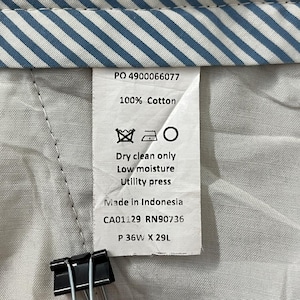 PO 4900066077
100% Cotton
Dry clean only
Low moisture
Utility press
Made in Indonesia
CA01129 RN90736
P 36W X 29L